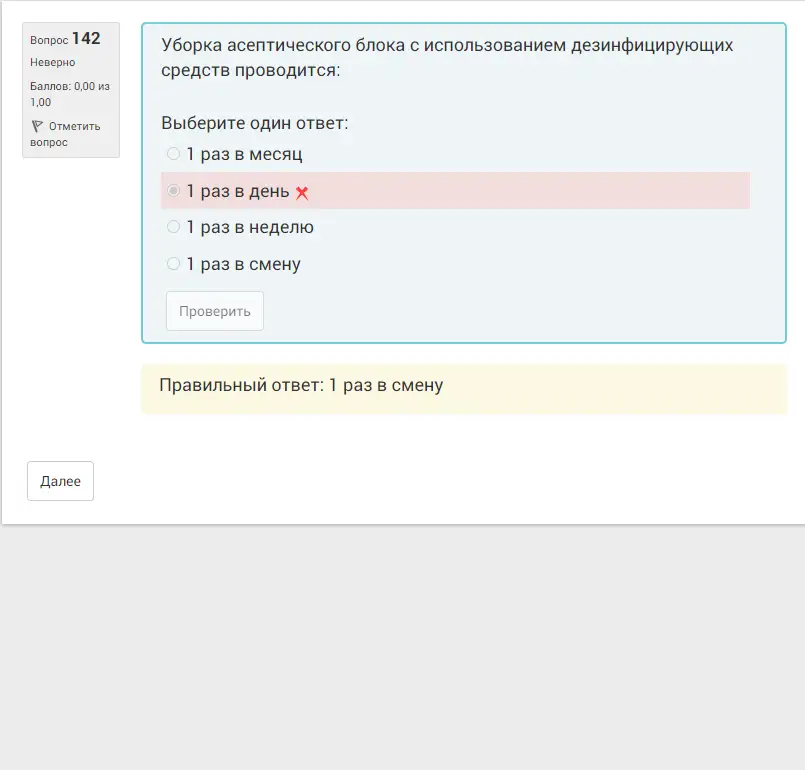 Вопрос 142
Неверно
Баллов: 0,00 из
1,00
Отметить
вопрос
Уборка асептического блока с использованием дезинфицирующих
средств проводится:
Выберите один ответ:
1 раз в месяц
1 раз в день
1 раз в неделю
1 раз в смену
Проверить
Правильный ответ: 1 раз в смену
Далее